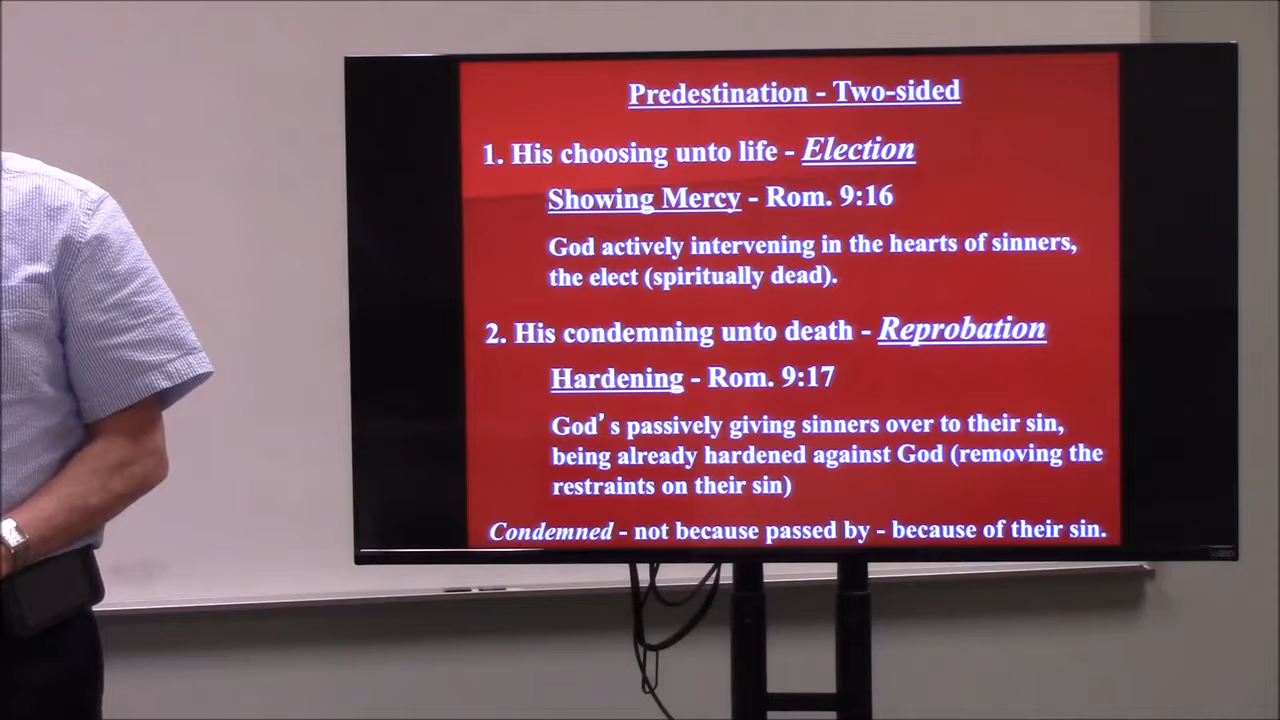 Predestination - Two-sided
1. His choosing unto life - Election
Showing Mercy - Rom. 9:16
God actively intervening in the hearts of sinners,
the elect (spiritually dead).
2. His condemning unto death - Reprobation
Hardening - Rom. 9:17
God's passively giving sinners over to their sin,
being already hardened against God (removing the
restraints on their sin)
Condemned - not because passed by - because of their sin.
VIZIO